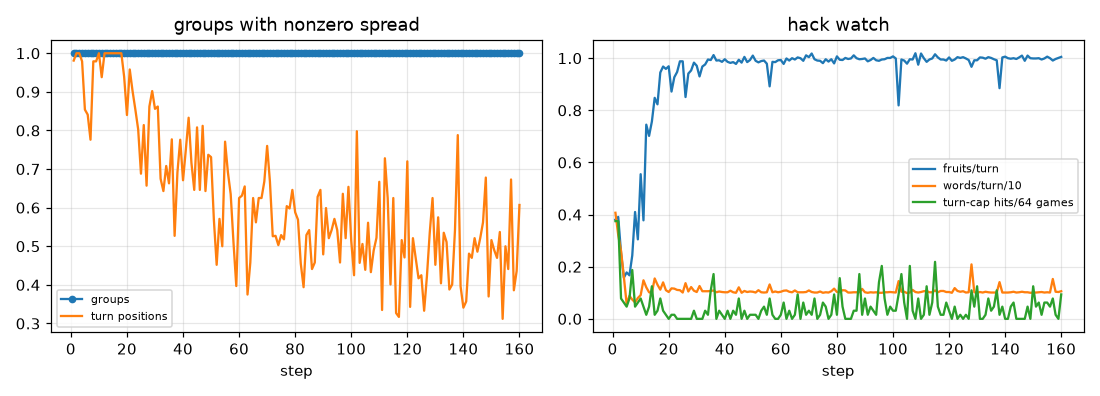 groups with nonzero spread
1.0
0.9
0.8
0.7
0.6
0.5
0.4
0.3
groups
turn positions
0 20 40 60 80 100 120 140 160
step
hack watch
1.0
0.8
0.6
0.4
0.2
0.0
fruits/turn
words/turn/10
turn-cap hits/64 games
0 20 40 60 80 100 120 140 160
step